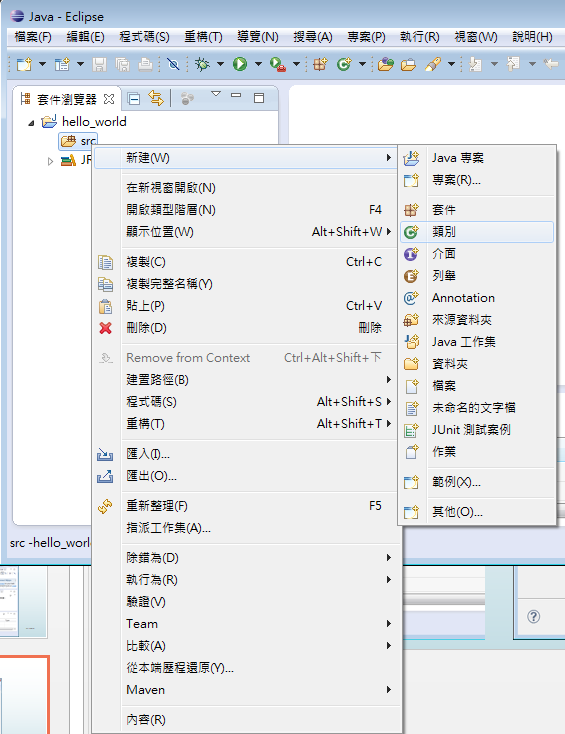 Java - Eclipse
檔案(F) 編輯(E) 程式碼(S) 重構(T) 導覽(N) 搜尋(A) 專案(P) 執行(R) 視窗(W) 說明(H)
套件瀏覽器
hello_world
src
JR
新建(W)
在新視窗開啟(N)
開啟類型階層(N) F4
顯示位置(W) Alt+Shift+W
複製(C) Ctrl+C
複製完整名稱(Y)
貼上(P) Ctrl+V
刪除(D) 刪除
Remove from Context Ctrl+Alt+Shift+下
建置路徑(B)
程式碼(S) Alt+Shift+S
重構(T) Alt+Shift+T
匯入(I)...
匯出(O)...
重新整理(F) F5
指派工作集(A)...
除錯為(D)
執行為(R)
驗證(V)
Team
比較(A)
從本端歷程還原(Y)...
Maven
內容(R)
Java 專案
專案(R)...
套件
類別
介面
列舉
Annotation
來源資料夾
Java 工作集
資料夾
檔案
未命名的文字檔
JUnit 測試案例
作業
範例(X)...
其他(O)...
src -hello_worl